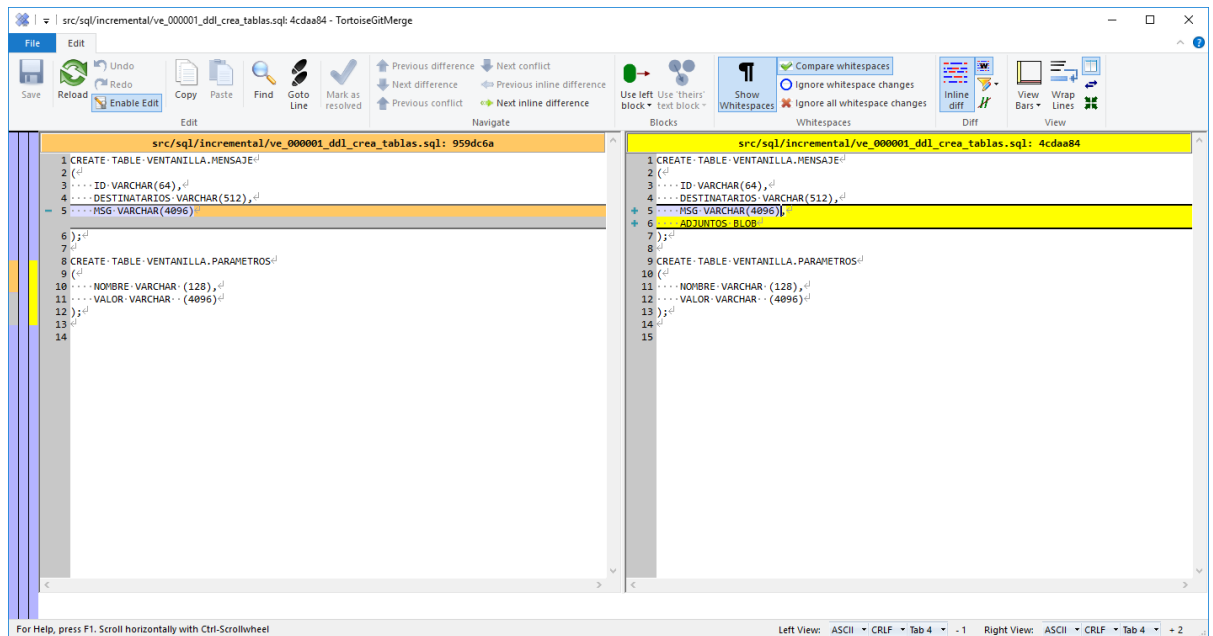 src/sql/incremental/ve_000001_ddl_crea_tablas.sql: 4cdaa84 - TortoiseGitMerge
File Edit
Save
Reload
Undo
Redo
Enable Edit
Copy
Paste
Find
Goto Line
Mark as resolved
Edit
Previous difference
Next difference
Previous conflict
Next conflict
Previous inline difference
Next inline difference
Navigate
Use left block
Use 'theirs' text block
Blocks
Show Whitespaces
Compare whitespaces
Ignore whitespace changes
Ignore all whitespace changes
Whitespaces
Inline diff
Diff
View Bars
Wrap Lines
View
src/sql/incremental/ve_000001_ddl_crea_tablas.sql: 959dc6a
1 CREATE·TABLE·VENTANILLA.MENSAJE
2 (
3 ····ID·VARCHAR(64),
4 ····DESTINATARIOS·VARCHAR(512),
5 ····MSG·VARCHAR(4096)
6 );
7
8 CREATE·TABLE·VENTANILLA.PARAMETROS
9 (
10 ····NOMBRE·VARCHAR·(128),
11 ····VALOR·VARCHAR··(4096)
12 );
13
14
src/sql/incremental/ve_000001_ddl_crea_tablas.sql: 4cdaa84
1 CREATE·TABLE·VENTANILLA.MENSAJE
2 (
3 ····ID·VARCHAR(64),
4 ····DESTINATARIOS·VARCHAR(512),
5 ····MSG·VARCHAR(4096),
6 ····ADJUNTOS·BLOB
7 );
8
9 CREATE·TABLE·VENTANILLA.PARAMETROS
10 (
11 ····NOMBRE·VARCHAR·(128),
12 ····VALOR·VARCHAR··(4096)
13 );
14
15
For Help, press F1. Scroll horizontally with Ctrl-Scrollwheel
Left View: ASCII CRLF Tab 4 - 1 Right View: ASCII CRLF Tab 4 + 2